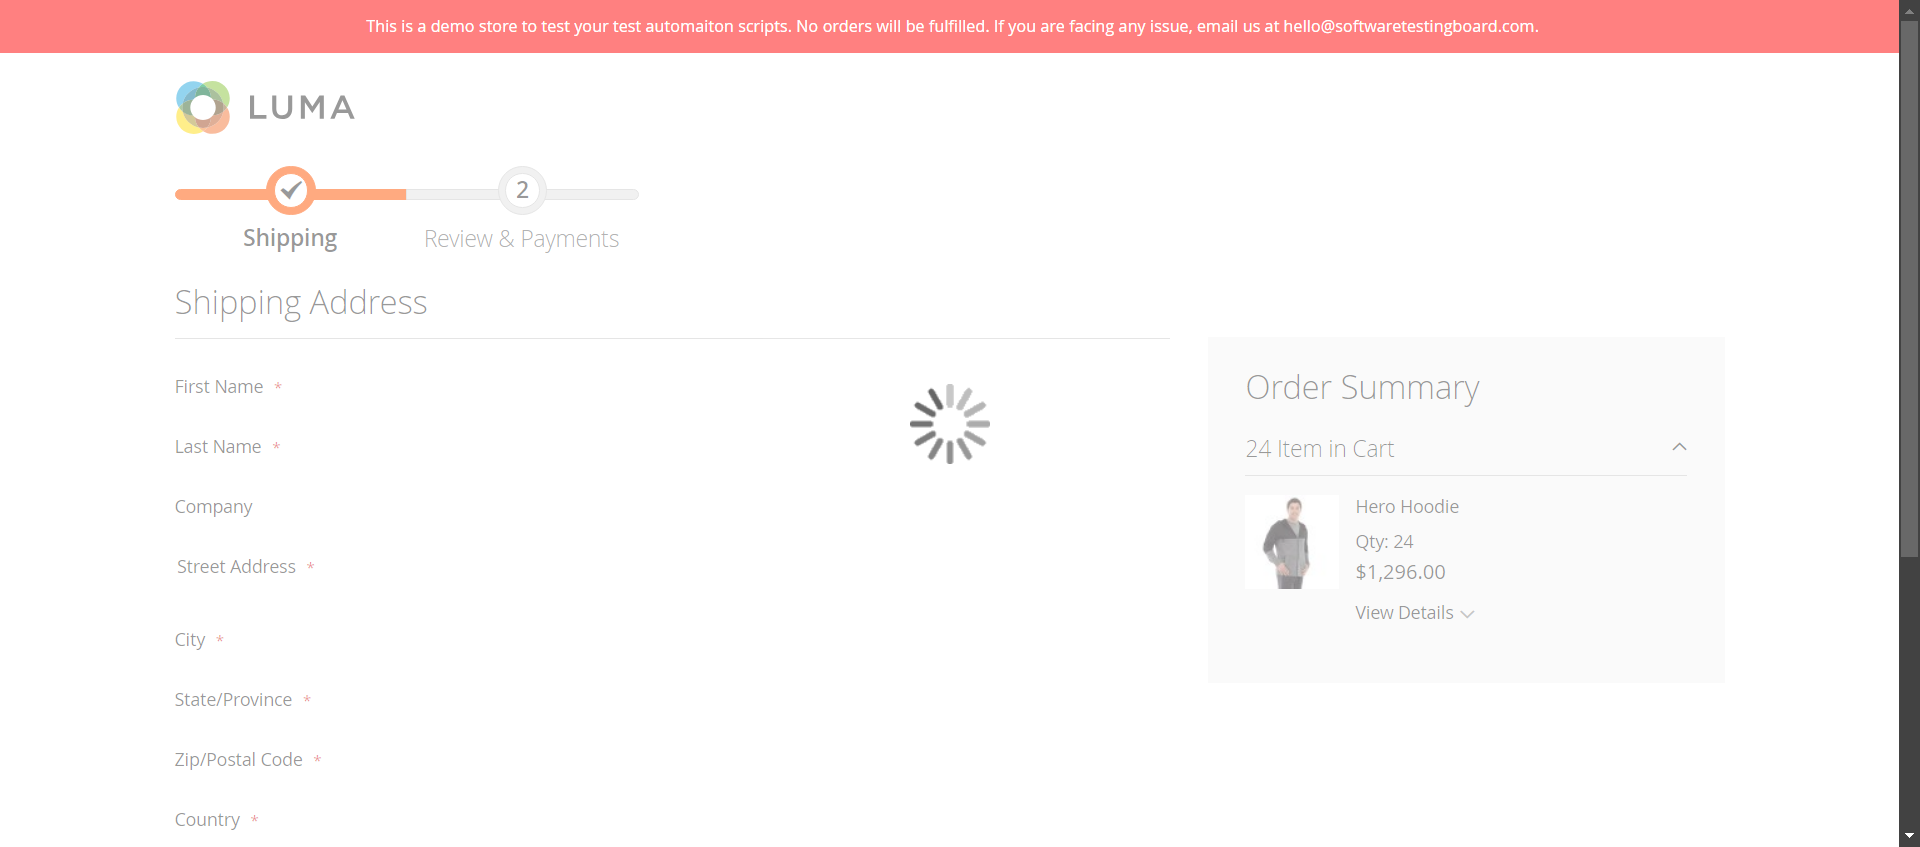 This is a demo store to test your test automaiton scripts. No orders will be fulfilled. If you are facing any issue, email us at hello@softwaretestingboard.com.
LUMA
2
Shipping
Review & Payments
Shipping Address
First Name *
Last Name *
Company
Street Address *
City *
State/Province *
Zip/Postal Code *
Country *
Order Summary
24 Item in Cart
Hero Hoodie
Qty: 24
$1,296.00
View Details